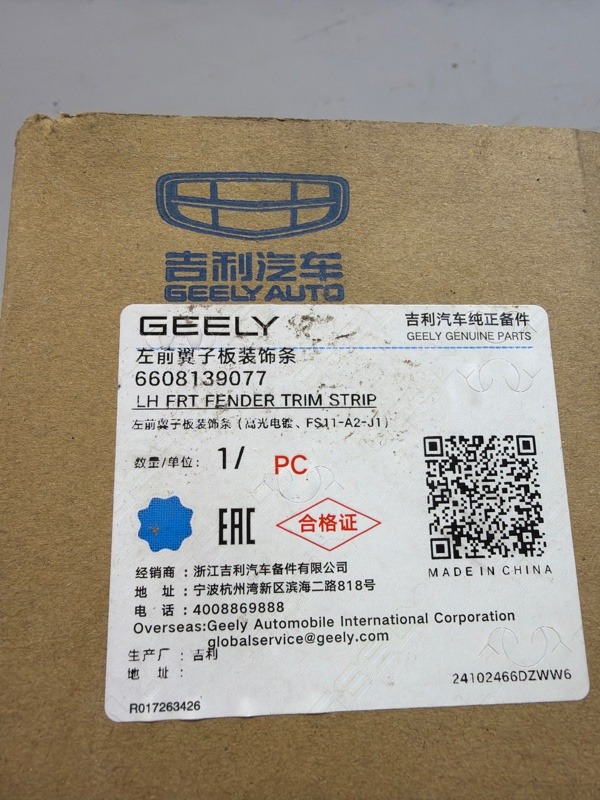 吉利汽车
GEELY AUTO
GEELY
吉利汽车纯正备件
GEELY GENUINE PARTS
左前翼子板装饰条
6608139077
LH FRT FENDER TRIM STRIP
左前翼子板装饰条(高光电镀、FS11-A2-J1)
数量/单位: 1/ PC
EAC
合格证
MADE IN CHINA
经销商:浙江吉利汽车备件有限公司
地 址:宁波杭州湾新区滨海二路818号
电 话:4008869888
Overseas:Geely Automobile International Corporation
globalservice@geely.com
生产厂:吉利
地 址:
24102466DZWW6
R017263426